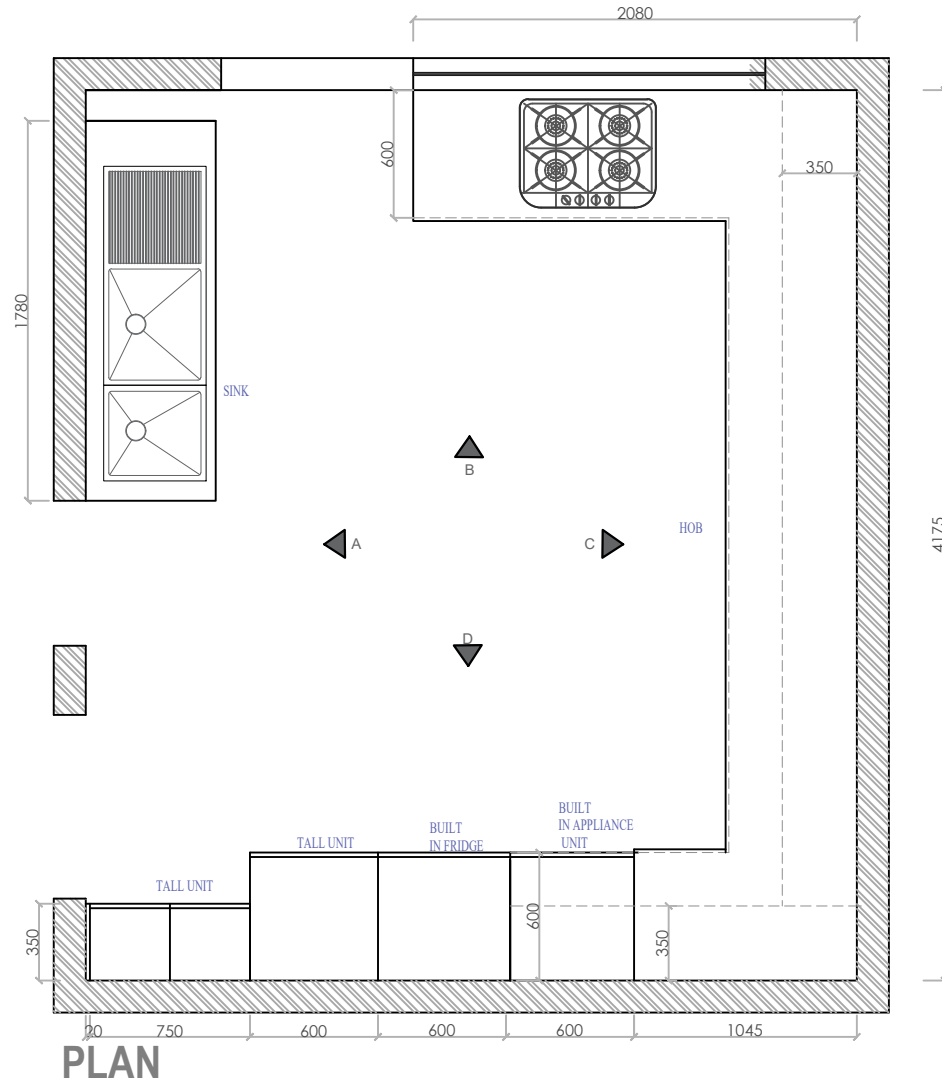 2080
600
350
1780
SINK
B
A
C
HOB
4175
D
BUILT
IN APPLIANCE
UNIT
BUILT
IN FRIDGE
TALL UNIT
TALL UNIT
350
600
350
20
750
600
600
600
1045
PLAN